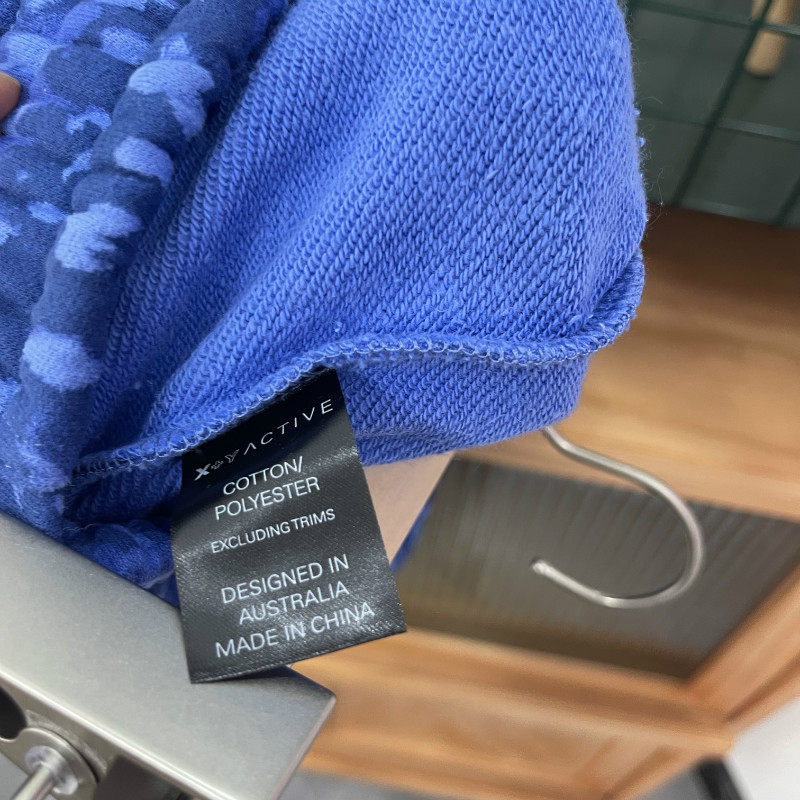 ACTIVE
COTTON/
POLYESTER
EXCLUDING TRIMS
DESIGNED IN
AUSTRALIA
MADE IN CHINA